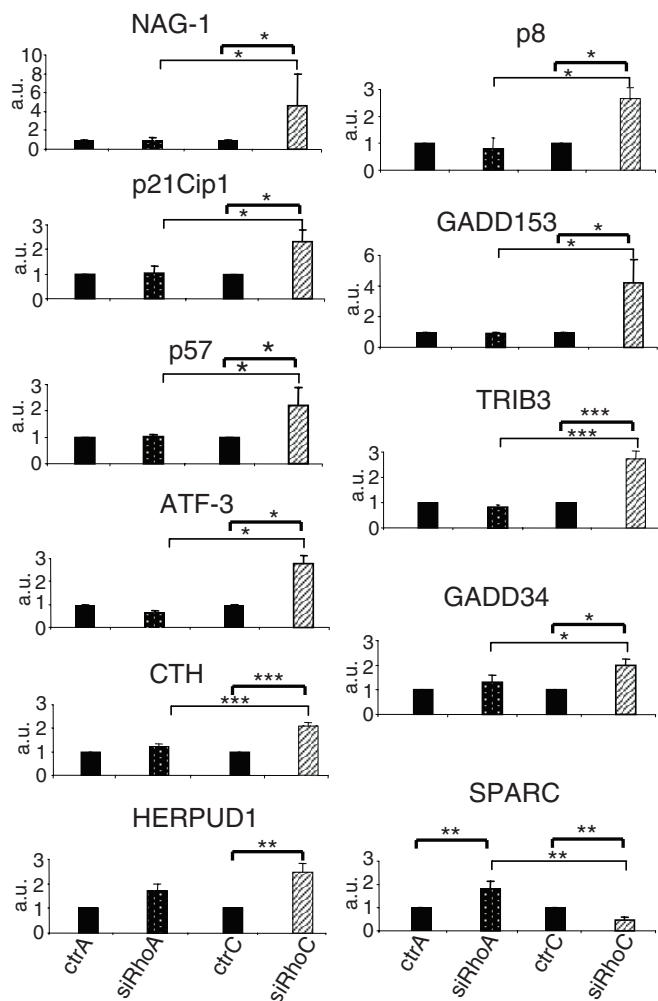 NAG-1
* *
a.u.
10
8
6
4
2
0
p21Cip1
* *
a.u.
3
2
1
0
p57
* *
a.u.
3
2
1
0
ATF-3
* *
a.u.
3
2
1
0
CTH
***
***
a.u.
3
2
1
0
HERPUD1
**
a.u.
3
2
1
0
ctrA siRhoA ctrC siRhoC
p8
* *
a.u.
3
2
1
0
GADD153
* *
a.u.
6
4
2
0
TRIB3
***
***
a.u.
3
2
1
0
GADD34
* *
a.u.
3
2
1
0
SPARC
** **
**
a.u.
3
2
1
0
ctrA siRhoA ctrC siRhoC